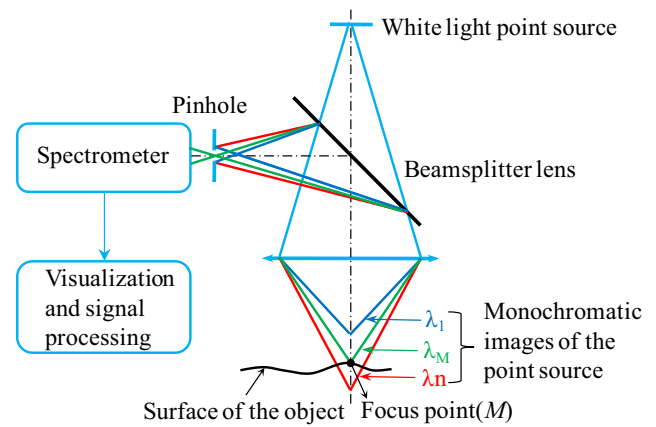 White light point source
Pinhole
Spectrometer
Beamsplitter lens
Visualization
and signal
processing
λ1
λM
λn
Monochromatic
images of the
point source
Surface of the object
Focus point(M)